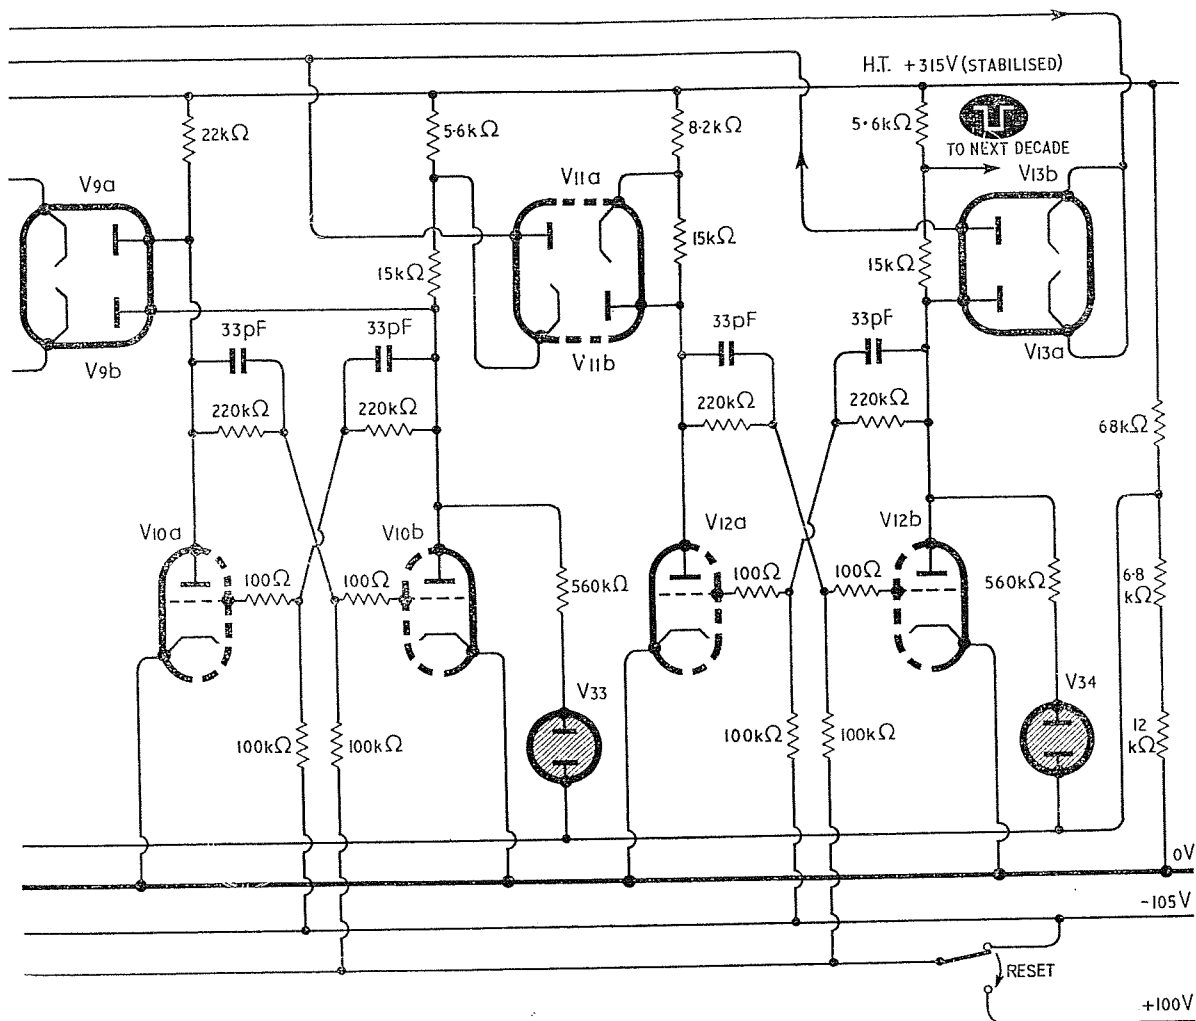 H.T. +315V (STABILISED)
22kΩ
5·6kΩ
8·2kΩ
5·6kΩ
TO NEXT DECADE
V9a
V11a
V13b
15kΩ
15kΩ
15kΩ
33pF
33pF
33pF
33pF
V9b
V11b
V13a
220kΩ
220kΩ
220kΩ
220kΩ
68kΩ
V10a
V10b
V12a
V12b
100Ω
100Ω
100Ω
100Ω
560kΩ
560kΩ
6·8
kΩ
V33
V34
100kΩ
100kΩ
100kΩ
100kΩ
12
kΩ
0V
-105V
RESET
+100V